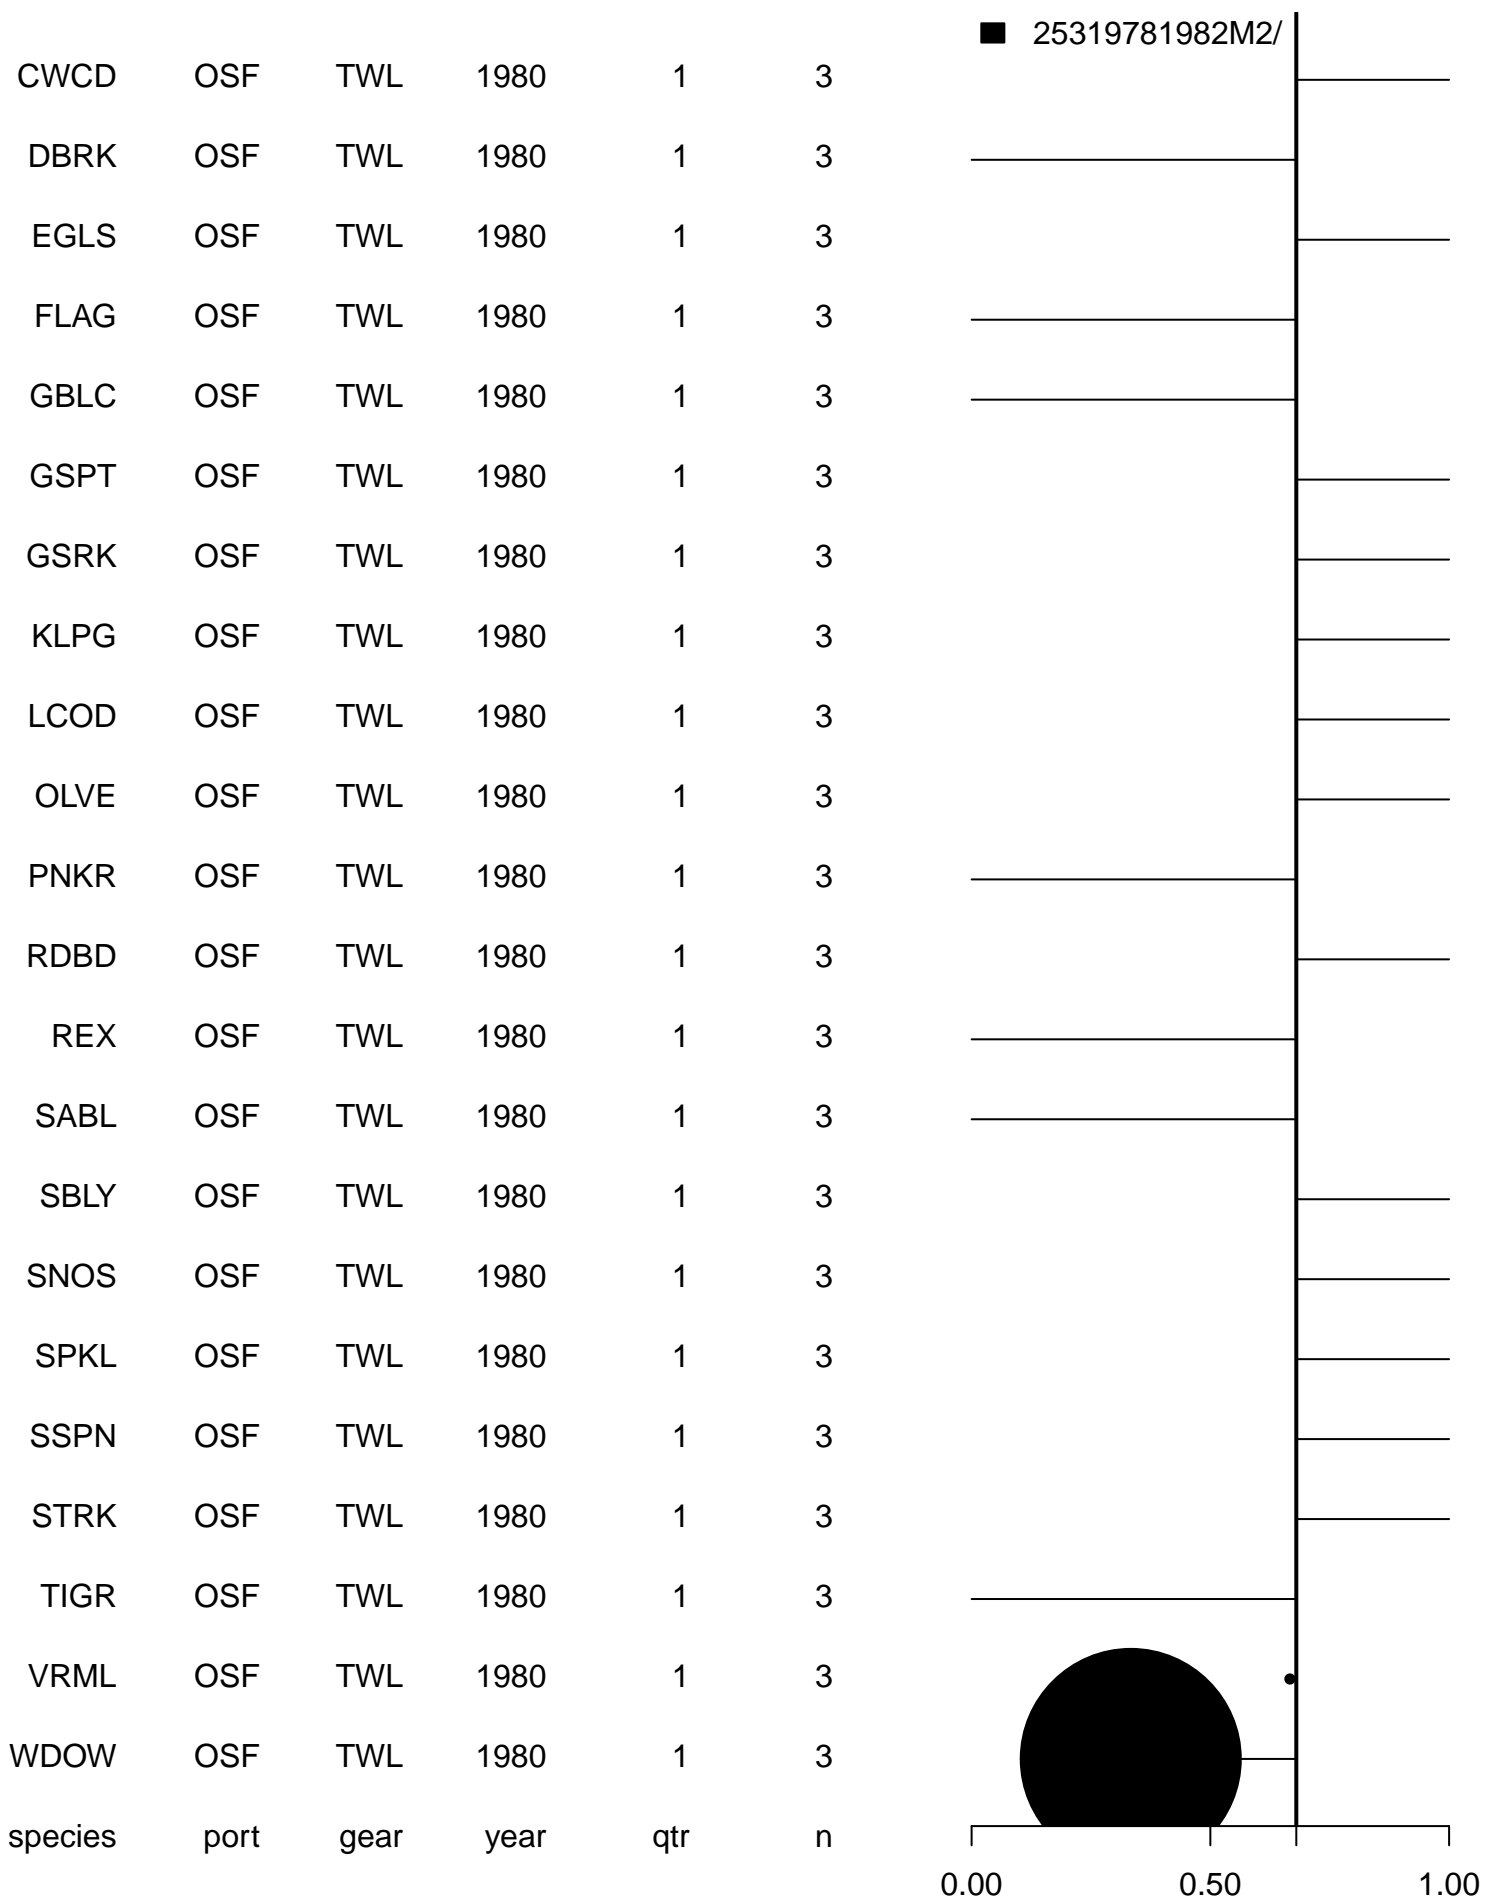 25319781982M2/
CWCD OSF TWL 1980 1 3
DBRK OSF TWL 1980 1 3
EGLS OSF TWL 1980 1 3
FLAG OSF TWL 1980 1 3
GBLC OSF TWL 1980 1 3
GSPT OSF TWL 1980 1 3
GSRK OSF TWL 1980 1 3
KLPG OSF TWL 1980 1 3
LCOD OSF TWL 1980 1 3
OLVE OSF TWL 1980 1 3
PNKR OSF TWL 1980 1 3
RDBD OSF TWL 1980 1 3
REX OSF TWL 1980 1 3
SABL OSF TWL 1980 1 3
SBLY OSF TWL 1980 1 3
SNOS OSF TWL 1980 1 3
SPKL OSF TWL 1980 1 3
SSPN OSF TWL 1980 1 3
STRK OSF TWL 1980 1 3
TIGR OSF TWL 1980 1 3
VRML OSF TWL 1980 1 3
WDOW OSF TWL 1980 1 3
species port gear year qtr n
0.00 0.50 1.00